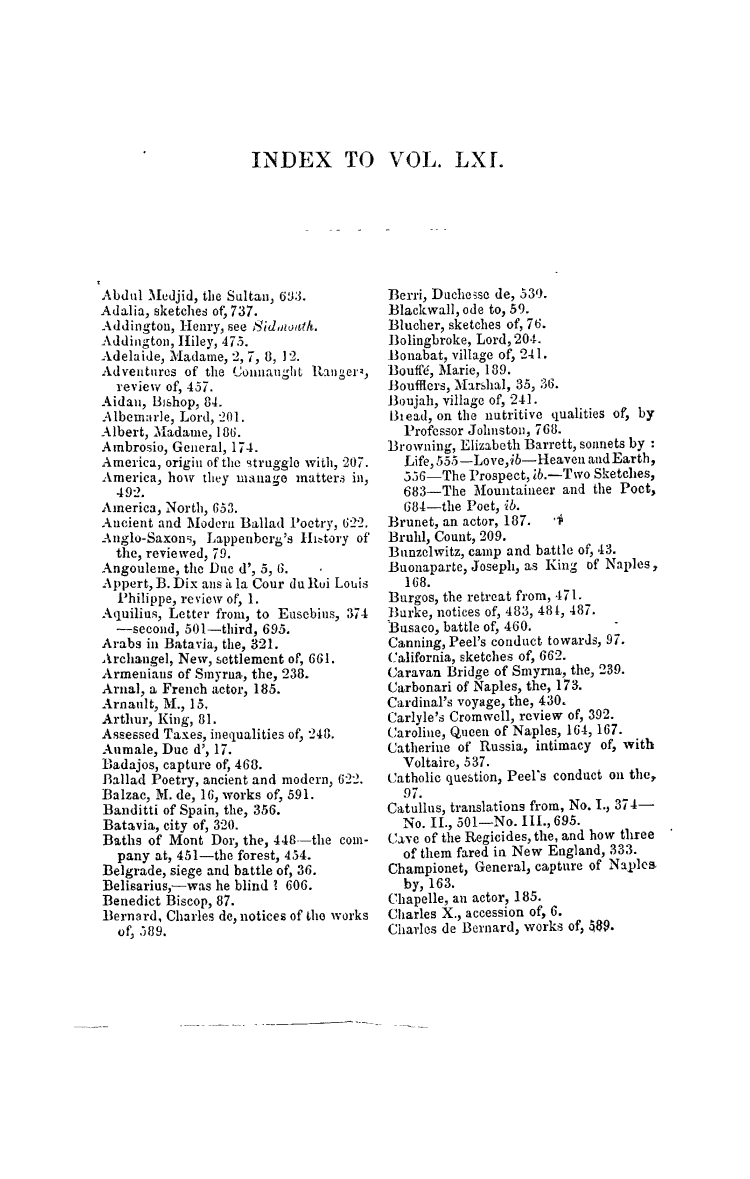 INDEX TO VOL. LXI.
Abdul Medjid, the Sultan, 693.
Adalia, sketches of, 737.
Addington, Henry, see Sidmouth.
Addington, Hiley, 475.
Adelaide, Madame, 2, 7, 8, 12.
Adventures of the Connaught Rangers,
review of, 457.
Aidan, Bishop, 84.
Albemarle, Lord, 201.
Albert, Madame, 186.
Ambrosio, General, 174.
America, origin of the struggle with, 207.
America, how they manage matters in,
492.
America, North, 653.
Ancient and Modern Ballad Poetry, 622.
Anglo-Saxons, Lappenberg's History of
the, reviewed, 79.
Angouleme, the Duc d', 5, 6.
Appert, B. Dix ans à la Cour du Roi Louis
Philippe, review of, 1.
Aquilius, Letter from, to Eusebius, 374
—second, 501—third, 695.
Arabs in Batavia, the, 321.
Archangel, New, settlement of, 661.
Armenians of Smyrna, the, 238.
Arnal, a French actor, 185.
Arnault, M., 15.
Arthur, King, 81.
Assessed Taxes, inequalities of, 248.
Aumale, Duc d', 17.
Badajos, capture of, 468.
Ballad Poetry, ancient and modern, 622.
Balzac, M. de, 16, works of, 591.
Banditti of Spain, the, 356.
Batavia, city of, 320.
Baths of Mont Dor, the, 448—the com-
pany at, 451—the forest, 454.
Belgrade, siege and battle of, 36.
Belisarius,—was he blind? 606.
Benedict Biscop, 87.
Bernard, Charles de, notices of the works
of, 589.
Berri, Duchesse de, 530.
Blackwall, ode to, 59.
Blucher, sketches of, 76.
Bolingbroke, Lord, 204.
Bonabat, village of, 241.
Bouffé, Marie, 189.
Boufflers, Marshal, 35, 36.
Boujah, village of, 241.
Bread, on the nutritive qualities of, by
Professor Johnston, 768.
Browning, Elizabeth Barrett, sonnets by :
Life, 555—Love, ib—Heaven and Earth,
556—The Prospect, ib.—Two Sketches,
683—The Mountaineer and the Poet,
684—the Poet, ib.
Brunet, an actor, 187.
Bruhl, Count, 209.
Bunzelwitz, camp and battle of, 43.
Buonaparte, Joseph, as King of Naples,
168.
Burgos, the retreat from, 471.
Burke, notices of, 483, 484, 487.
Busaco, battle of, 460.
Canning, Peel's conduct towards, 97.
California, sketches of, 662.
Caravan Bridge of Smyrna, the, 239.
Carbonari of Naples, the, 173.
Cardinal's voyage, the, 430.
Carlyle's Cromwell, review of, 392.
Caroline, Queen of Naples, 164, 167.
Catherine of Russia, intimacy of, with
Voltaire, 537.
Catholic question, Peel's conduct on the,
97.
Catullus, translations from, No. I., 374—
No. II., 501—No. III., 695.
Cave of the Regicides, the, and how three
of them fared in New England, 333.
Championet, General, capture of Naples
by, 163.
Chapelle, an actor, 185.
Charles X., accession of, 6.
Charles de Bernard, works of, 589.